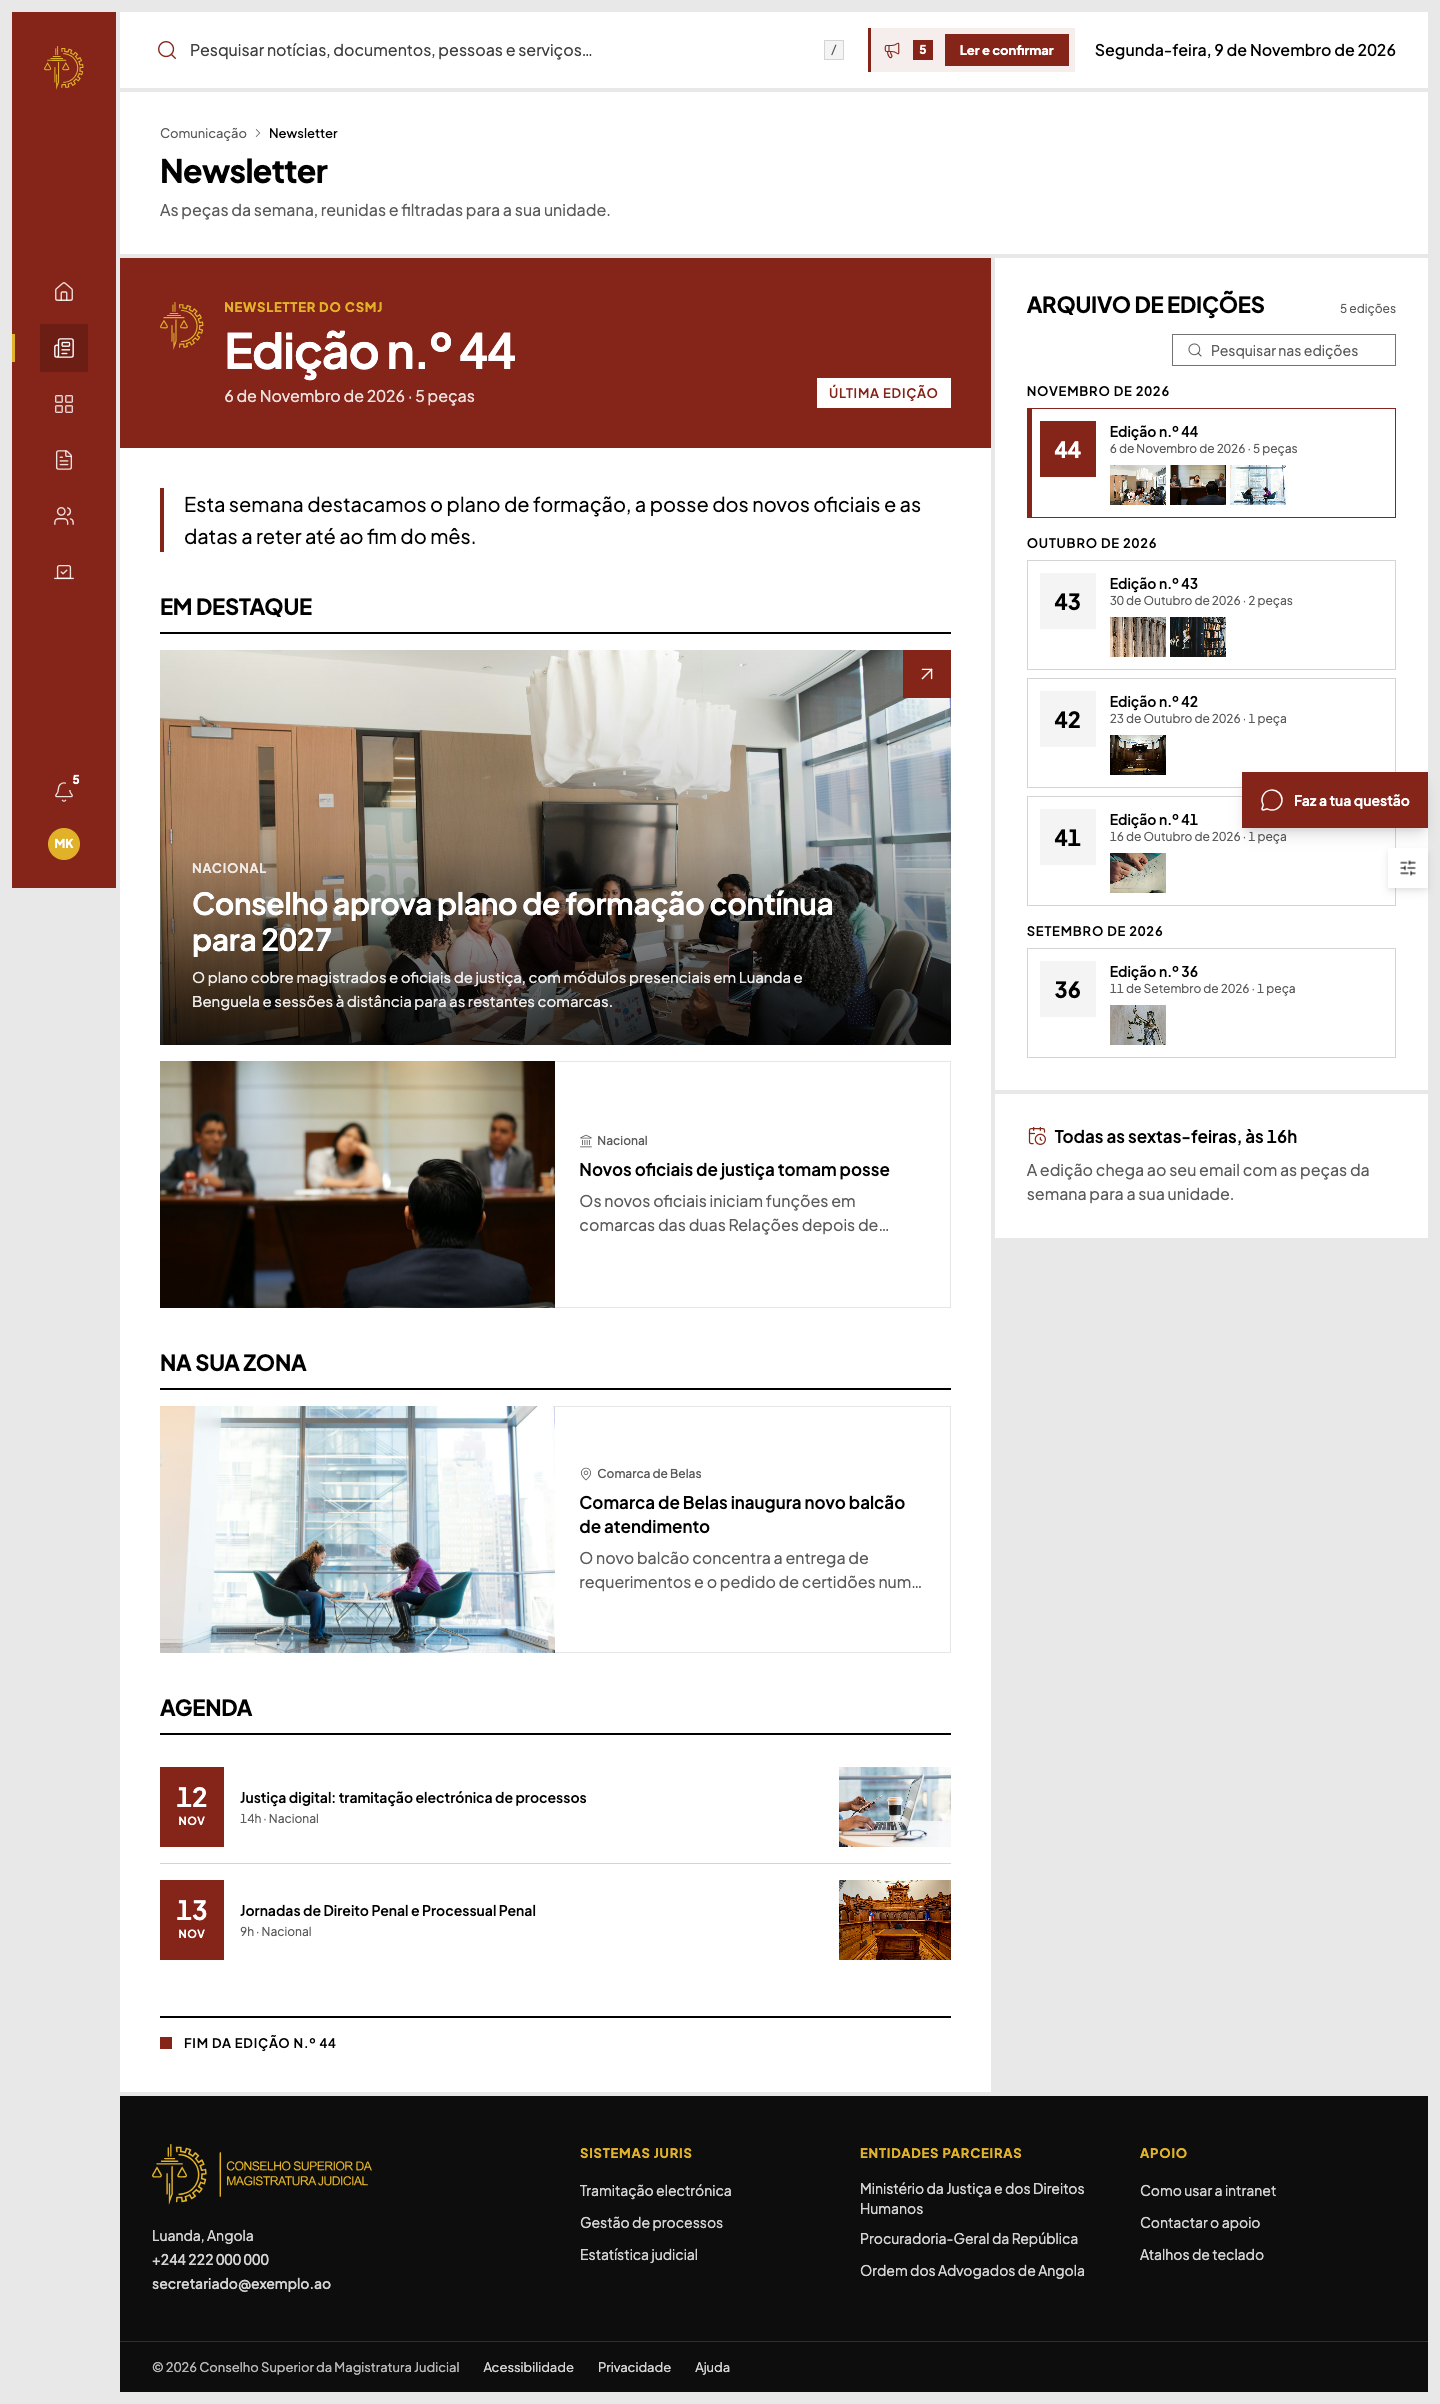 Pesquisar notícias, documentos, pessoas e serviços...
/
5
Ler e confirmar
Segunda-feira, 9 de Novembro de 2026
Comunicação > Newsletter
Newsletter
As peças da semana, reunidas e filtradas para a sua unidade.
5
MK
NEWSLETTER DO CSMJ
Edição n.º 44
6 de Novembro de 2026 · 5 peças
ÚLTIMA EDIÇÃO
Esta semana destacamos o plano de formação, a posse dos novos oficiais e as
datas a reter até ao fim do mês.
EM DESTAQUE
NACIONAL
Conselho aprova plano de formação contínua
para 2027
O plano cobre magistrados e oficiais de justiça, com módulos presenciais em Luanda e
Benguela e sessões à distância para as restantes comarcas.
Nacional
Novos oficiais de justiça tomam posse
Os novos oficiais iniciam funções em
comarcas das duas Relações depois de...
NA SUA ZONA
Comarca de Belas
Comarca de Belas inaugura novo balcão
de atendimento
O novo balcão concentra a entrega de
requerimentos e o pedido de certidões num...
AGENDA
12
NOV
Justiça digital: tramitação electrónica de processos
14h · Nacional
13
NOV
Jornadas de Direito Penal e Processual Penal
9h · Nacional
FIM DA EDIÇÃO N.º 44
ARQUIVO DE EDIÇÕES
5 edições
Pesquisar nas edições
NOVEMBRO DE 2026
44
Edição n.º 44
6 de Novembro de 2026 · 5 peças
OUTUBRO DE 2026
43
Edição n.º 43
30 de Outubro de 2026 · 2 peças
42
Edição n.º 42
23 de Outubro de 2026 · 1 peça
41
Edição n.º 41
16 de Outubro de 2026 · 1 peça
Faz a tua questão
SETEMBRO DE 2026
36
Edição n.º 36
11 de Setembro de 2026 · 1 peça
Todas as sextas-feiras, às 16h
A edição chega ao seu email com as peças da
semana para a sua unidade.
CONSELHO SUPERIOR DA
MAGISTRATURA JUDICIAL
Luanda, Angola
+244 222 000 000
secretariado@exemplo.ao
SISTEMAS JURIS
Tramitação electrónica
Gestão de processos
Estatística judicial
ENTIDADES PARCEIRAS
Ministério da Justiça e dos Direitos
Humanos
Procuradoria-Geral da República
Ordem dos Advogados de Angola
APOIO
Como usar a intranet
Contactar o apoio
Atalhos de teclado
© 2026 Conselho Superior da Magistratura Judicial
Acessibilidade
Privacidade
Ajuda